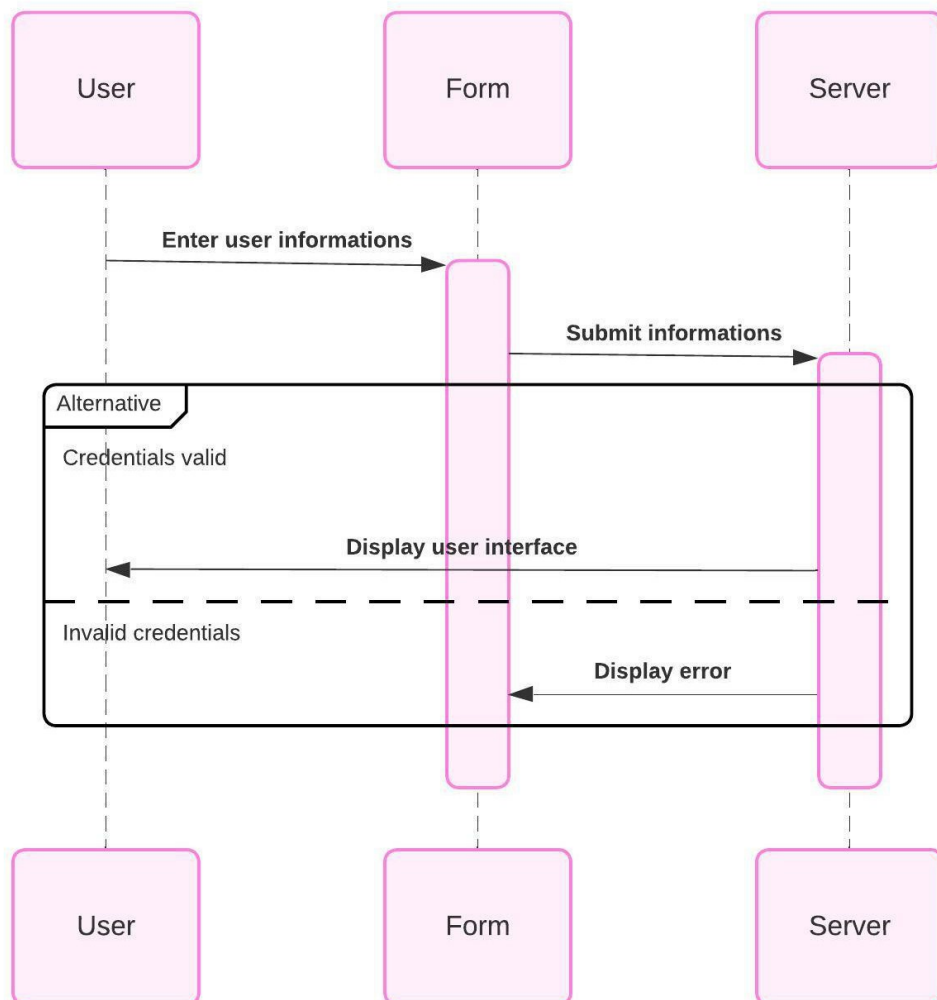 User
Form
Server
Enter user informations
Submit informations
Alternative
Credentials valid
Display user interface
Invalid credentials
Display error
User
Form
Server